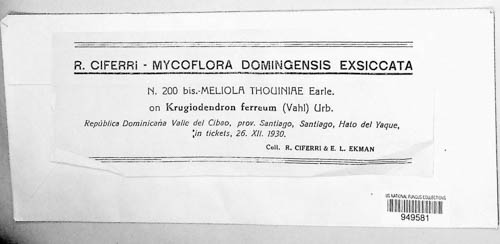 R. CIFERRI - MYCOFLORA DOMINGENSIS EXSICCATA
N. 200 bis.-MELIOLA THOUINIAE Earle.
on Krugiodendron ferreum (Vahl) Urb.
República Dominicana Valle del Cibao, prov. Santiago, Santiago, Hato del Yaque,
in tickets, 26. XII. 1930.
Coll. R. CIFERRI & E. L. EKMAN
US NATIONAL FUNGUS COLLECTIONS
949581